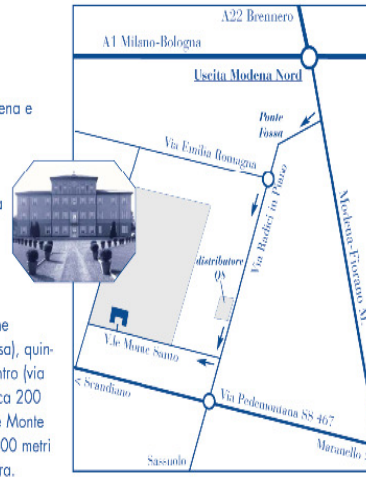 ena e
a
ne
sa), quin-
ntro (via
ca 200
e Monte
00 metri
ra.
A22 Brennero
A1 Milano-Bologna
Uscita Modena Nord
Ponte
Fossa
Via Emilia Romagna
Via Radici in Piano
Modena-Fiorano M
distributore
Q8
V.le Monte Santo
< Scandiano
Via Pedemontana SS 467
Maranello
Sassuolo